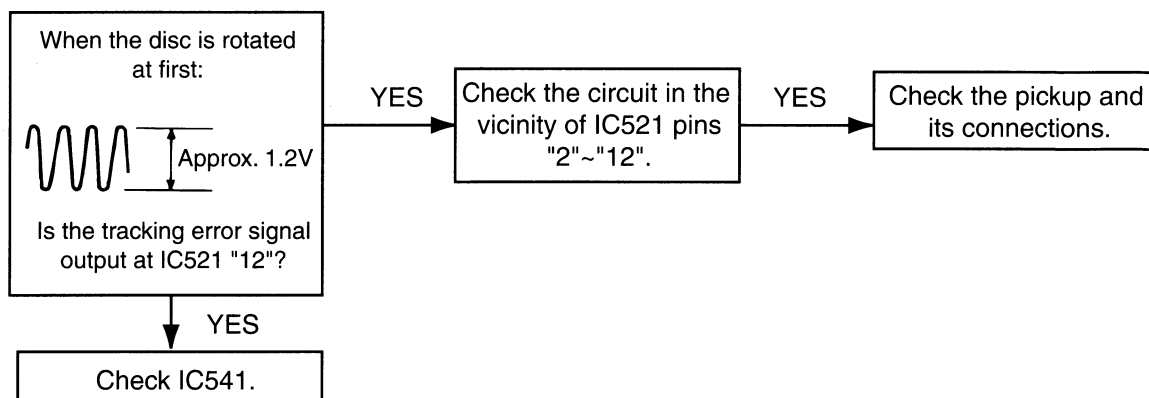 When the disc is rotated
at first:
Approx. 1.2V
Is the tracking error signal
output at IC521 "12"?
YES
Check the circuit in the
vicinity of IC521 pins
"2"~"12".
YES
Check the pickup and
its connections.
YES
Check IC541.